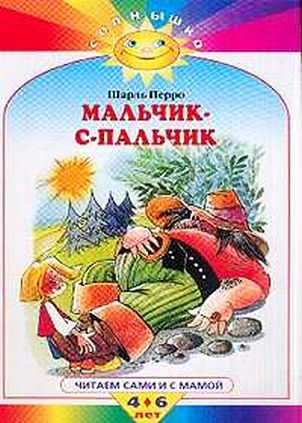 СОЛНЫШКО
Шарль Перро
МАЛЬЧИК-
С-ПАЛЬЧИК
ЧИТАЕМ САМИ И С МАМОЙ
4♦6
лет